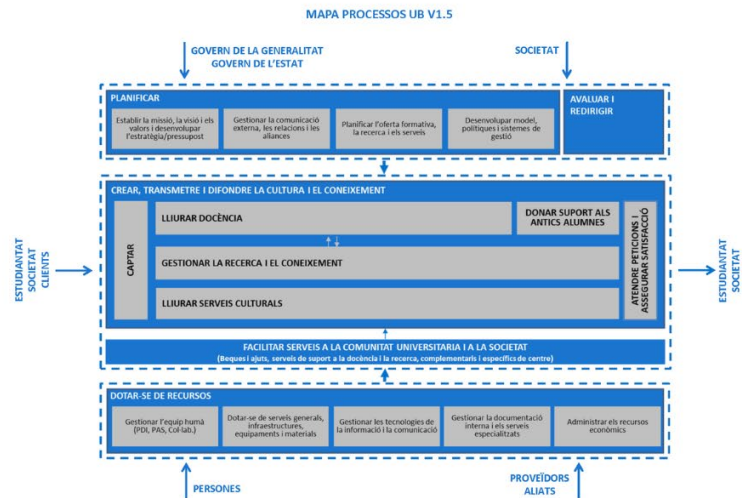 MAPA PROCESSOS UB V1.5
GOVERN DE LA GENERALITAT
GOVERN DE L'ESTAT
SOCIETAT
PLANIFICAR
Establir la missió, la visió i els
valors i desenvolupar
l'estratègia/pressupost
Gestionar la comunicació
externa, les relacions i les
aliances
Planificar l'oferta formativa,
la recerca i els serveis
Desenvolupar model,
polítiques i sistemes de
gestió
AVALUAR I
REDIRIGIR
CREAR, TRANSMETRE I DIFONDRE LA CULTURA I EL CONEIXEMENT
ESTUDIANTAT
SOCIETAT
CLIENTS
CAPTAR
LLIURAR DOCÈNCIA
DONAR SUPORT ALS
ANTICS ALUMNES
GESTIONAR LA RECERCA I EL CONEIXEMENT
LLIURAR SERVEIS CULTURALS
ATENDRE PETICIONS I
ASSEGURAR SATISFACCIÓ
ESTUDIANTAT
SOCIETAT
FACILITAR SERVEIS A LA COMUNITAT UNIVERSITARIA I A LA SOCIETAT
(Beques i ajuts, serveis de suport a la docència i la recerca, complementaris i específics de centre)
DOTAR-SE DE RECURSOS
Gestionar l'equip humà
(PDI, PAS, Col·lab.)
Dotar-se de serveis generals,
infraestructures,
equipaments i materials
Gestionar les tecnologies de
la informació i la comunicació
Gestionar la documentació
interna i els serveis
especialitzats
Administrar els recursos
econòmics
PERSONES
PROVEÏDORS
ALIATS